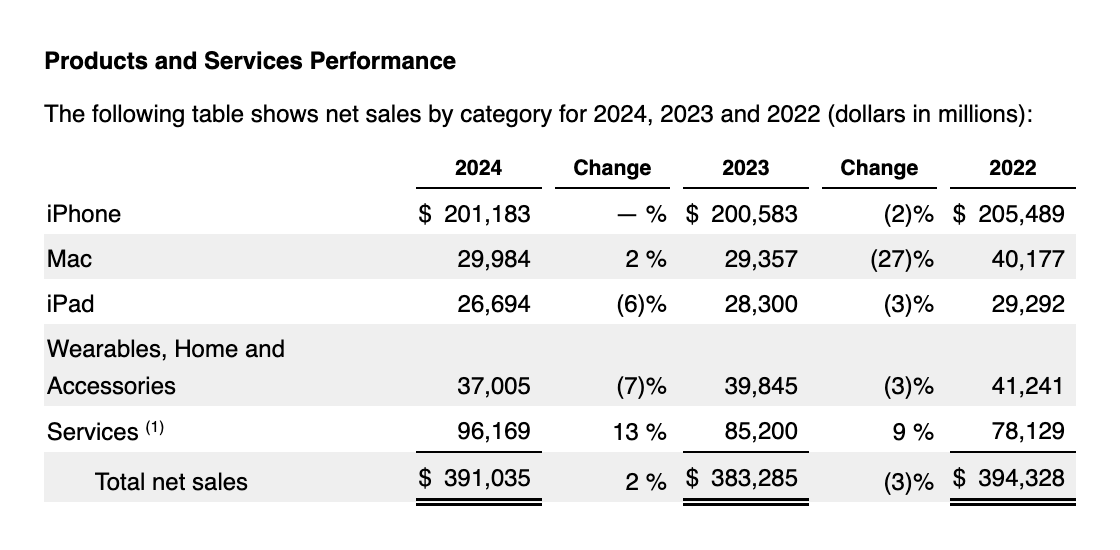 Products and Services Performance
The following table shows net sales by category for 2024, 2023 and 2022 (dollars in millions):
2024 Change 2023 Change 2022
iPhone $ 201,183 — % $ 200,583 (2)% $ 205,489
Mac 29,984 2 % 29,357 (27)% 40,177
iPad 26,694 (6)% 28,300 (3)% 29,292
Wearables, Home and
Accessories 37,005 (7)% 39,845 (3)% 41,241
Services (1) 96,169 13 % 85,200 9 % 78,129
Total net sales $ 391,035 2 % $ 383,285 (3)% $ 394,328